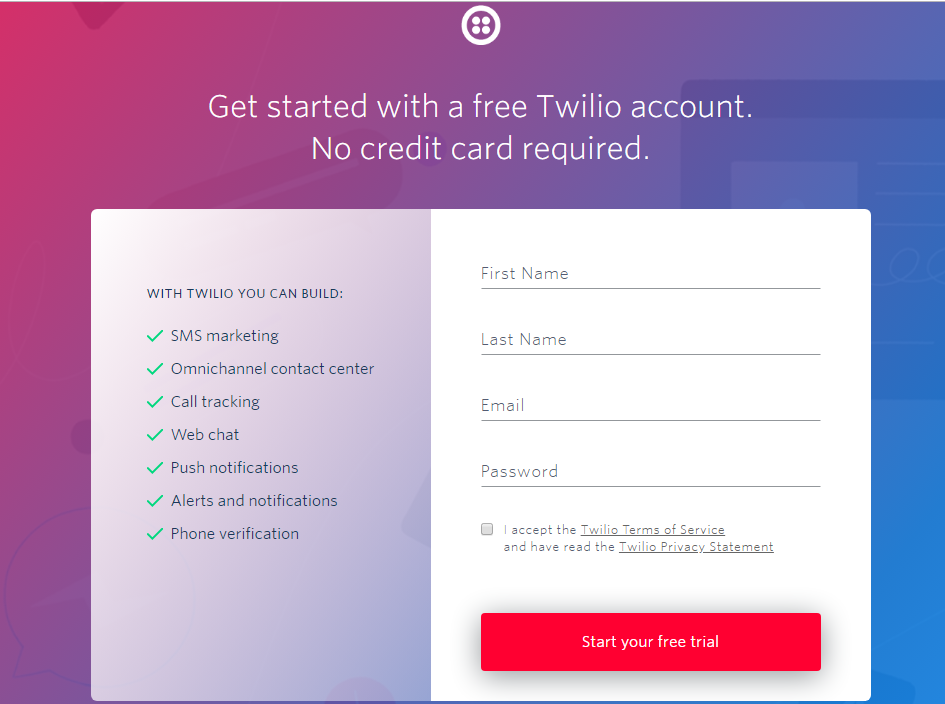 Get started with a free Twilio account.
No credit card required.
WITH TWILIO YOU CAN BUILD:
SMS marketing
Omnichannel contact center
Call tracking
Web chat
Push notifications
Alerts and notifications
Phone verification
First Name
Last Name
Email
Password
I accept the Twilio Terms of Service
and have read the Twilio Privacy Statement
Start your free trial